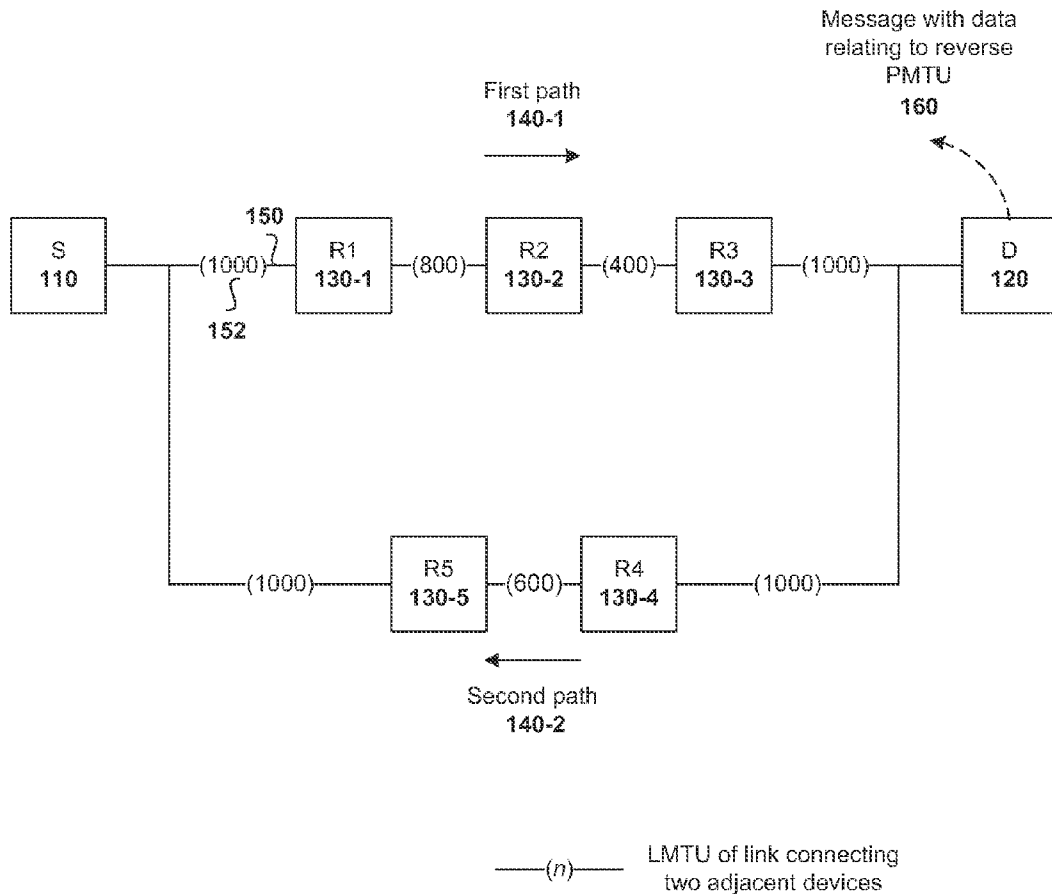 Message with data
relating to reverse
PMTU
160
First path
140-1
150
S
110
(1000)
R1
130-1
(800)
R2
130-2
(400)
R3
130-3
(1000)
D
120
152
(1000)
R5
130-5
(600)
R4
130-4
(1000)
Second path
140-2
(n)
LMTU of link connecting
two adjacent devices